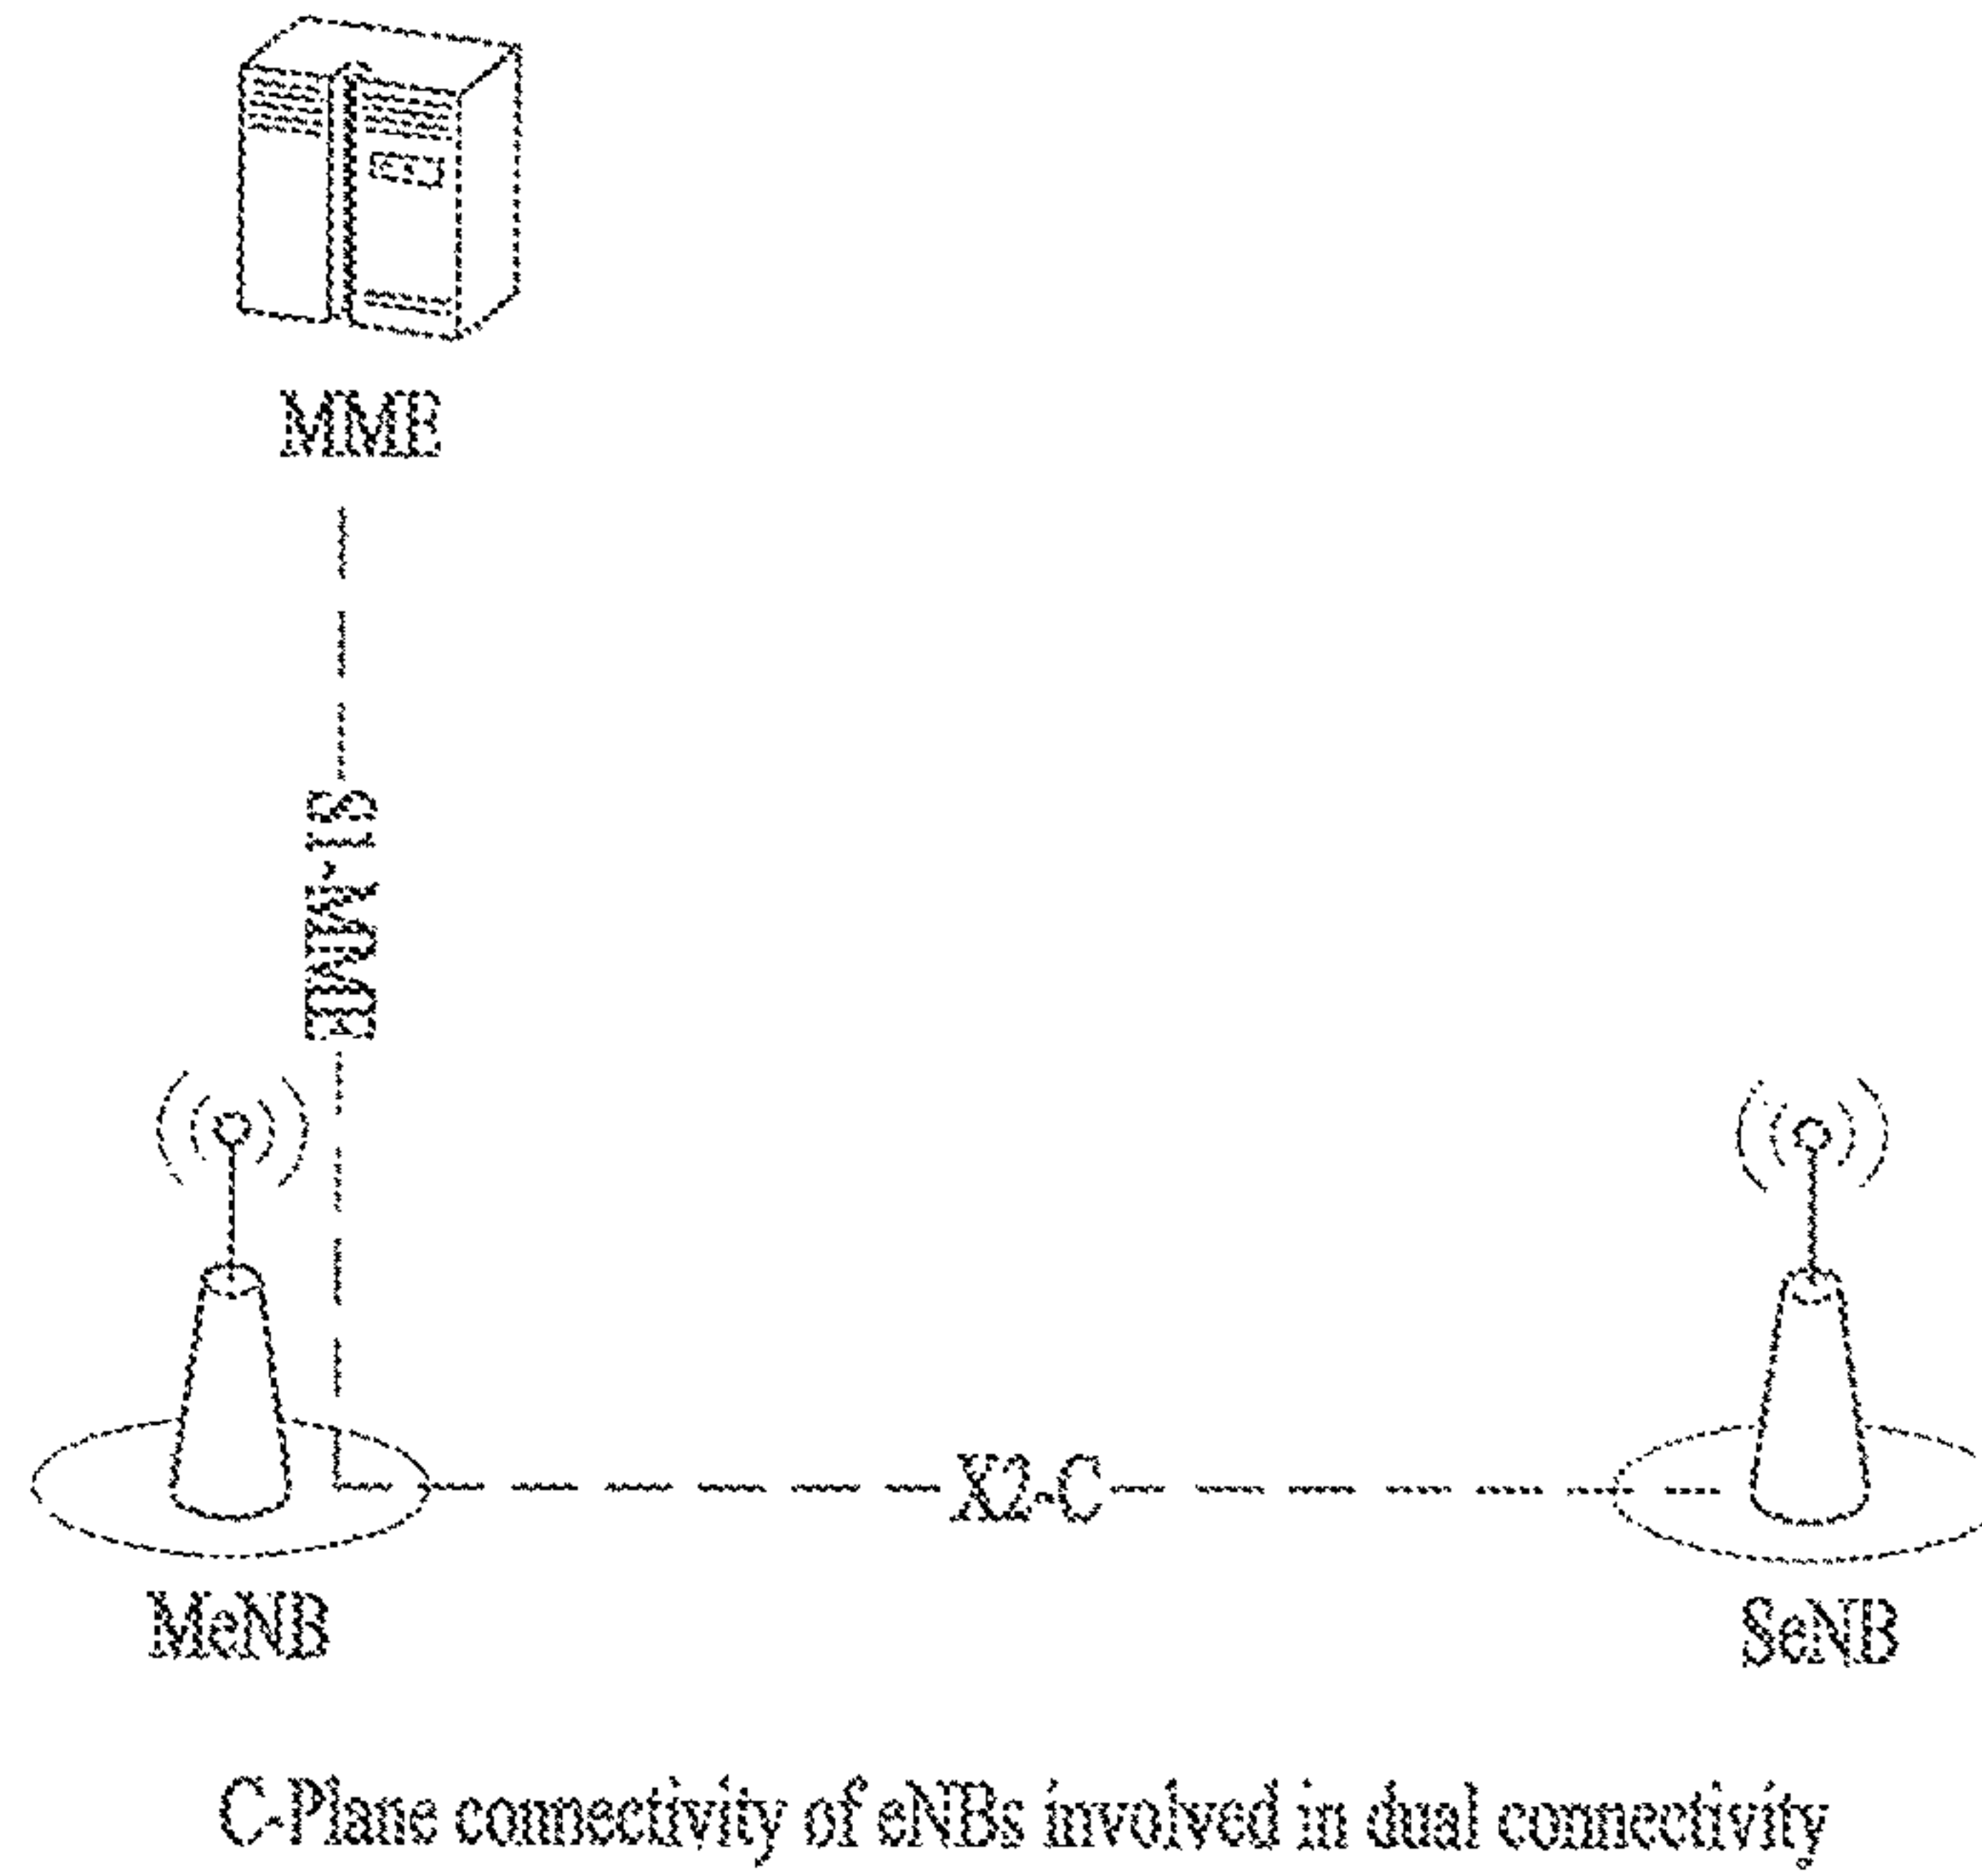 MME
S1-MME
X2-C
MeNB
SeNB
C-Plane connectivity of eNBs involved in dual connectivity